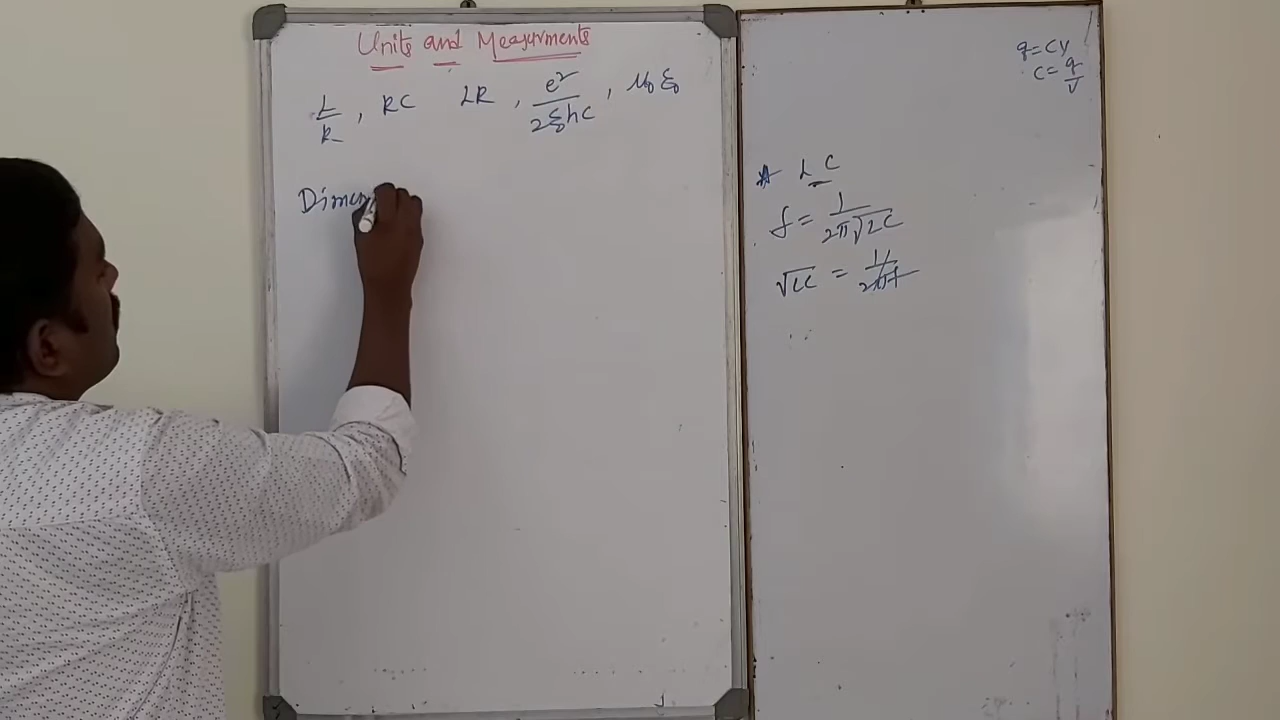 Units and Measurments
L/R , RC LR , e²/2ε₀hc , μ₀ε₀
Dimen
q = CV
C = q/V
* LC
f = 1/2π√LC
√LC = 1/2πf